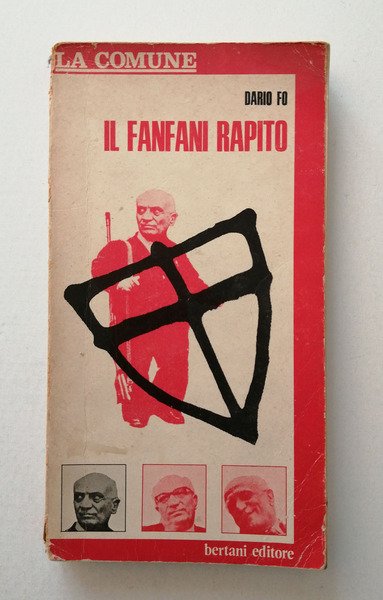 LA COMUNE
DARIO FO
IL FANFANI RAPITO
bertani editore